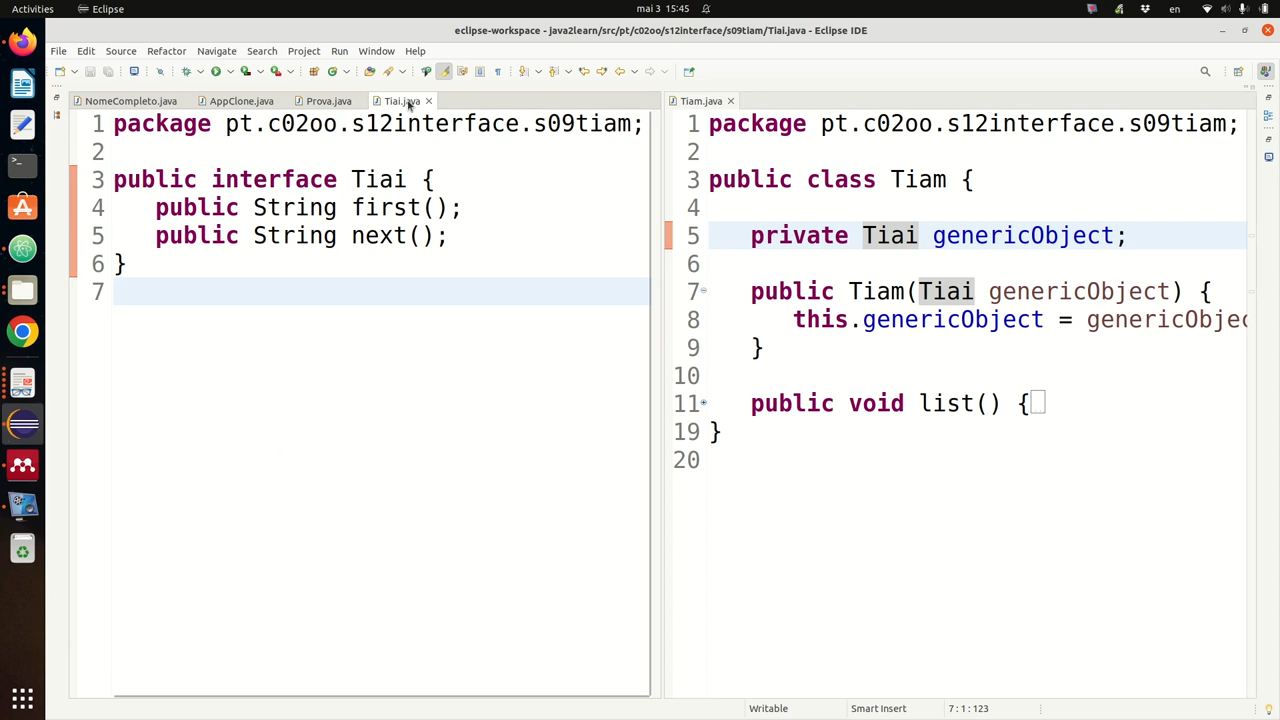 Activities
Eclipse
mai 3 15:45
en
eclipse-workspace - java2learn/src/pt/c02oo/s12interface/s09tiam/Tiai.java - Eclipse IDE
File Edit Source Refactor Navigate Search Project Run Window Help
NomeCompleto.java AppClone.java Prova.java Tiai.java
1 package pt.c02oo.s12interface.s09tiam;
2
3 public interface Tiai {
4 public String first();
5 public String next();
6 }
7
Tiam.java
1 package pt.c02oo.s12interface.s09tiam;
2
3 public class Tiam {
4
5 private Tiai genericObject;
6
7 public Tiam(Tiai genericObject) {
8 this.genericObject = genericObjec
9 }
10
11 public void list() {
19 }
20
Writable Smart Insert 7 : 1 : 123